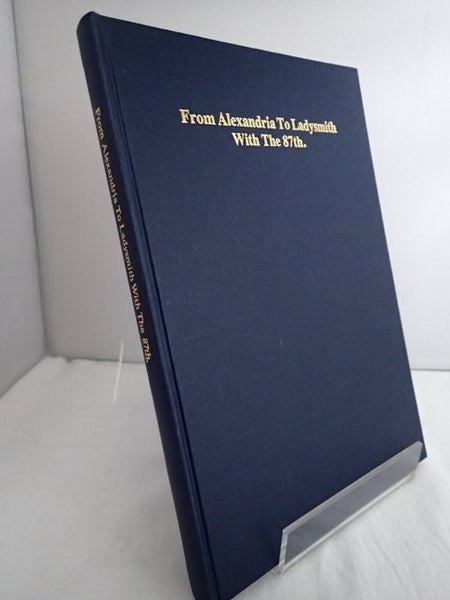 From Alexandria To Ladysmith
With The 87th.
From Alexandria To Ladysmith With The 87th.